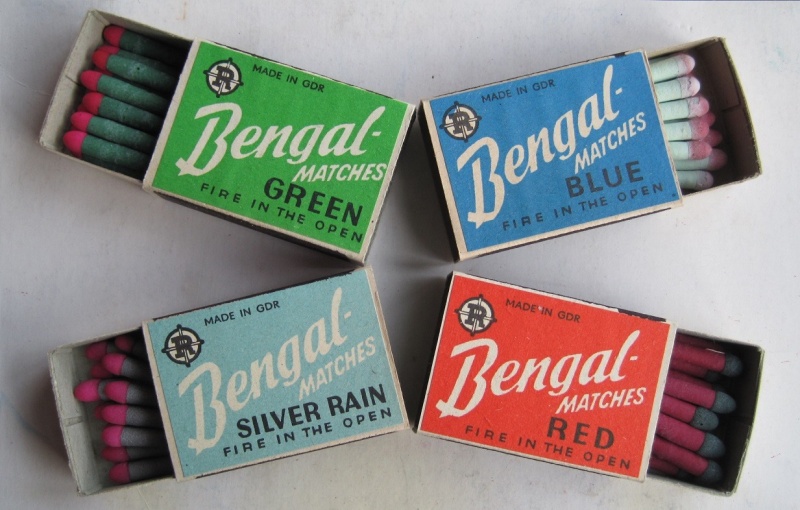 MADE IN GDR
Bengal-
MATCHES
GREEN
FIRE IN THE OPEN
MADE IN GDR
Bengal-
MATCHES
BLUE
FIRE IN THE OPEN
MADE IN GDR
Bengal-
MATCHES
SILVER RAIN
FIRE IN THE OPEN
MADE IN GDR
Bengal-
MATCHES
RED
FIRE IN THE OPEN